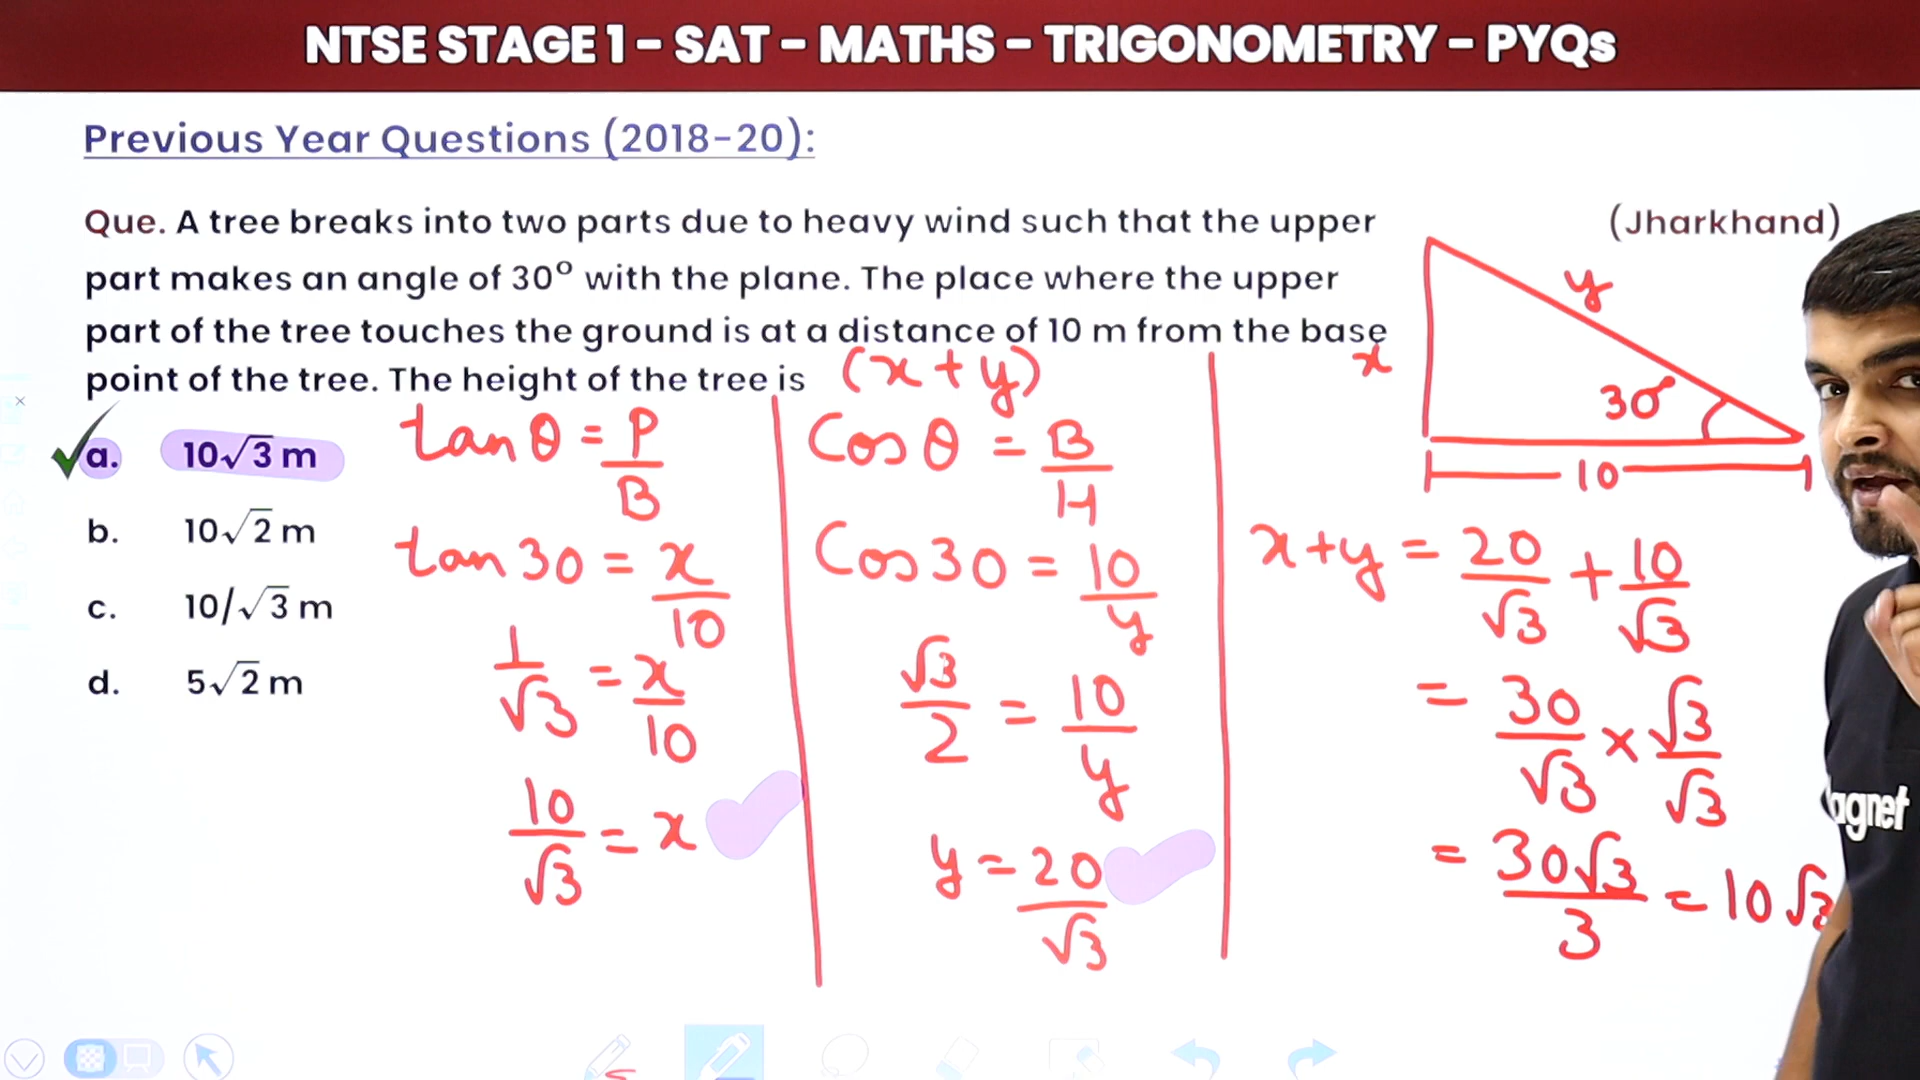 NTSE STAGE 1 – SAT – MATHS – TRIGONOMETRY – PYQs
Previous Year Questions (2018-20):
Que. A tree breaks into two parts due to heavy wind such that the upper
(Jharkhand)
part makes an angle of 30° with the plane. The place where the upper
part of the tree touches the ground is at a distance of 10 m from the base
point of the tree. The height of the tree is (x + y)
a. 10√3 m
b. 10√2 m
c. 10/√3 m
d. 5√2 m
tan θ = P/B
tan 30 = x/10
1/√3 = x/10
10/√3 = x
Cos θ = B/H
Cos 30 = 10/y
√3/2 = 10/y
y = 20/√3
y
x
30°
10
x + y = 20/√3 + 10/√3
= 30/√3 × √3/√3
= 30√3/3 = 10√3
agnet